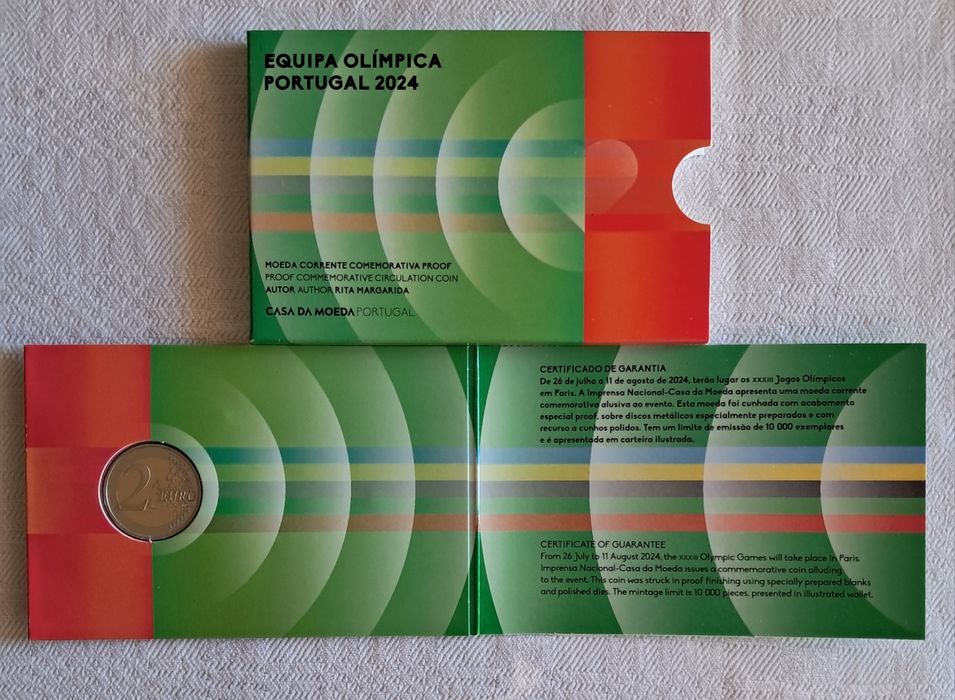 EQUIPA OLÍMPICA
PORTUGAL 2024
MOEDA CORRENTE COMEMORATIVA PROOF
PROOF COMMEMORATIVE CIRCULATION COIN
AUTOR AUTHOR RITA MARGARIDA
CASA DA MOEDA PORTUGAL
2 EURO
CERTIFICADO DE GARANTIA
De 26 de julho a 11 de agosto de 2024, terão lugar os XXXIII Jogos Olímpicos
em Paris. A Imprensa Nacional-Casa da Moeda apresenta uma moeda corrente
comemorativa alusiva ao evento. Esta moeda foi cunhada com acabamento
especial proof, sobre discos metálicos especialmente preparados e com
recurso a cunhos polidos. Tem um limite de emissão de 10 000 exemplares
e é apresentada em carteira ilustrada.
CERTIFICATE OF GUARANTEE
From 26 July to 11 August 2024, the XXXIII Olympic Games will take place in Paris.
Imprensa Nacional-Casa da Moeda issues a commemorative coin alluding
to the event. This coin was struck in proof finishing using specially prepared blanks
and polished dies. The mintage limit is 10 000 pieces, presented in illustrated wallet.